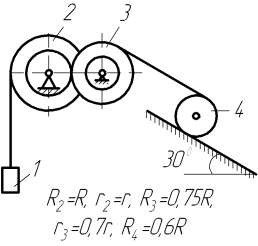 2
3
4
1
30
R₂=R, r₂=r, R₃=0,75R,
r₃=0,7r, R₄=0,6R